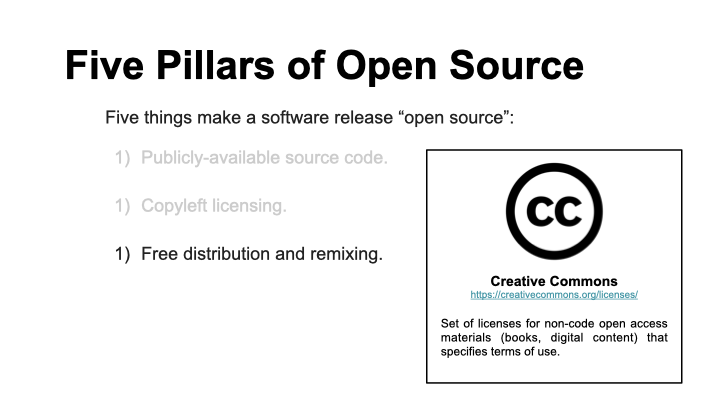 Five Pillars of Open Source
Five things make a software release “open source”:
1) Publicly-available source code.
1) Copyleft licensing.
1) Free distribution and remixing.
cc
Creative Commons
https://creativecommons.org/licenses/
Set of licenses for non-code open access
materials (books, digital content) that
specifies terms of use.